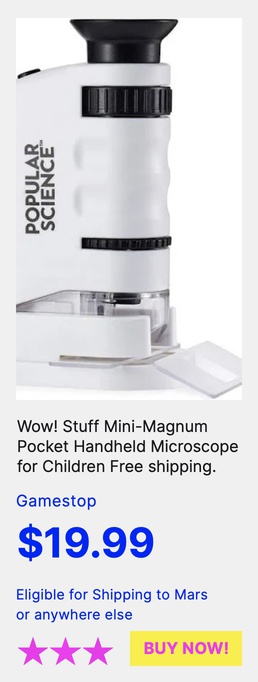 POPULAR
SCIENCE™
Wow! Stuff Mini-Magnum
Pocket Handheld Microscope
for Children Free shipping.
Gamestop
$19.99
Eligible for Shipping to Mars
or anywhere else
BUY NOW!